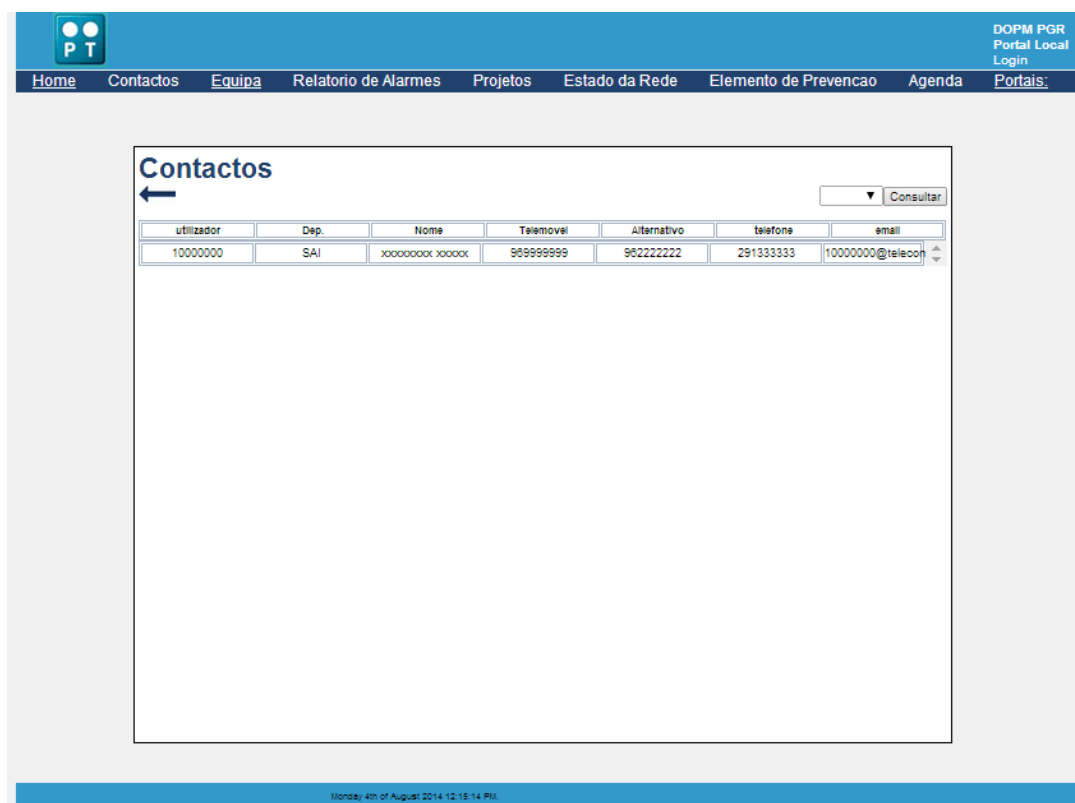 PT
DOPM PGR
Portal Local
Login
Home Contactos Equipa Relatorio de Alarmes Projetos Estado da Rede Elemento de Prevencao Agenda Portais:
Contactos
Consultar
utilizador Dep. Nome Telemovel Alternativo telefone email
10000000 SAI xxxxxxxx xxxxx 969999999 962222222 291333333 10000000@telecon
Monday 4th of August 2014 12:15:14 PM.